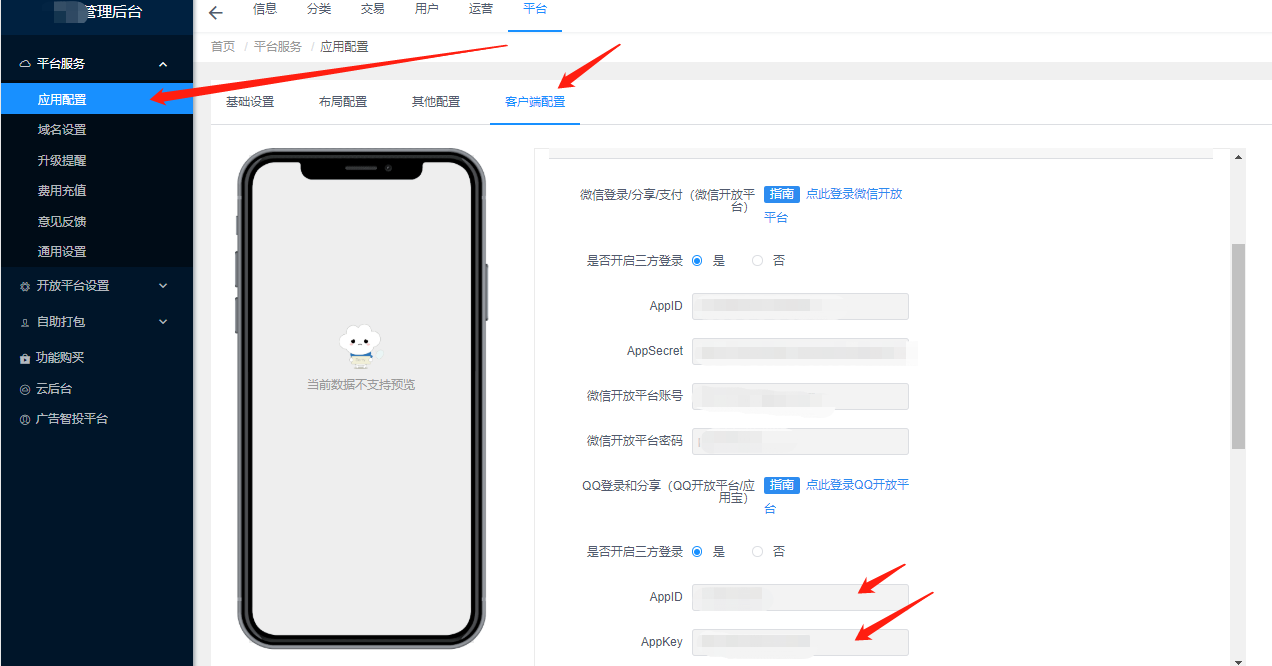 管理后台
信息 分类 交易 用户 运营 平台
首页 / 平台服务 / 应用配置
平台服务
应用配置
域名设置
升级提醒
费用充值
意见反馈
通用设置
开放平台设置
自助打包
功能购买
云后台
广告智投平台
基础设置 布局配置 其他配置 客户端配置
当前数据不支持预览
微信登录/分享/支付（微信开放平
台）
指南 点此登录微信开放
平台
是否开启三方登录 是 否
AppID
AppSecret
微信开放平台账号
微信开放平台密码
QQ登录和分享（QQ开放平台/应
用宝）
指南 点此登录QQ开放平
台
是否开启三方登录 是 否
AppID
AppKey